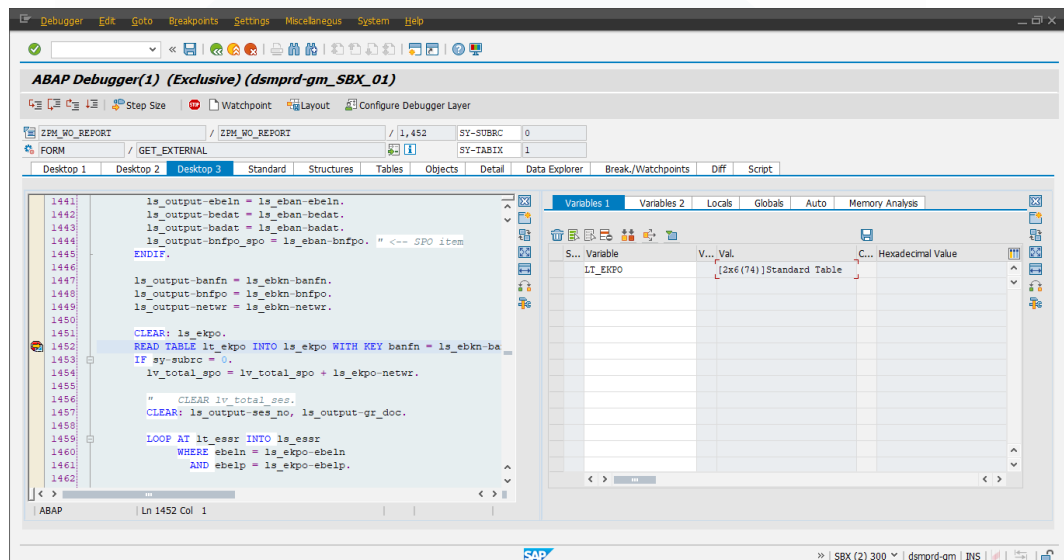 Debugger Edit Goto Breakpoints Settings Miscellaneous System Help
ABAP Debugger(1) (Exclusive) (dsmprd-gm_SBX_01)
Step Size Watchpoint Layout Configure Debugger Layer
ZPM_WO_REPORT / ZPM_WO_REPORT / 1,452 SY-SUBRC 0
FORM / GET_EXTERNAL SY-TABIX 1
Desktop 1 Desktop 2 Desktop 3 Standard Structures Tables Objects Detail Data Explorer Break./Watchpoints Diff Script
1441 ls_output-ebeln = ls_eban-ebeln.
1442 ls_output-bedat = ls_eban-bedat.
1443 ls_output-badat = ls_eban-badat.
1444 ls_output-bnfpo_spo = ls_eban-bnfpo. " <-- SPO item
1445 ENDIF.
1446
1447 ls_output-banfn = ls_ebkn-banfn.
1448 ls_output-bnfpo = ls_ebkn-bnfpo.
1449 ls_output-netwr = ls_ebkn-netwr.
1450
1451 CLEAR: ls_ekpo.
1452 READ TABLE lt_ekpo INTO ls_ekpo WITH KEY banfn = ls_ebkn-ba
1453 IF sy-subrc = 0.
1454 lv_total_spo = lv_total_spo + ls_ekpo-netwr.
1455
1456 " CLEAR lv_total_ses.
1457 CLEAR: ls_output-ses_no, ls_output-gr_doc.
1458
1459 LOOP AT lt_essr INTO ls_essr
1460 WHERE ebeln = ls_ekpo-ebeln
1461 AND ebelp = ls_ekpo-ebelp.
1462
ABAP Ln 1452 Col 1
Variables 1 Variables 2 Locals Globals Auto Memory Analysis
S... Variable V... Val. C... Hexadecimal Value
LT_EKPO [2x6(74)]Standard Table
SAP
» SBX (2) 300 dsmprd-gm INS